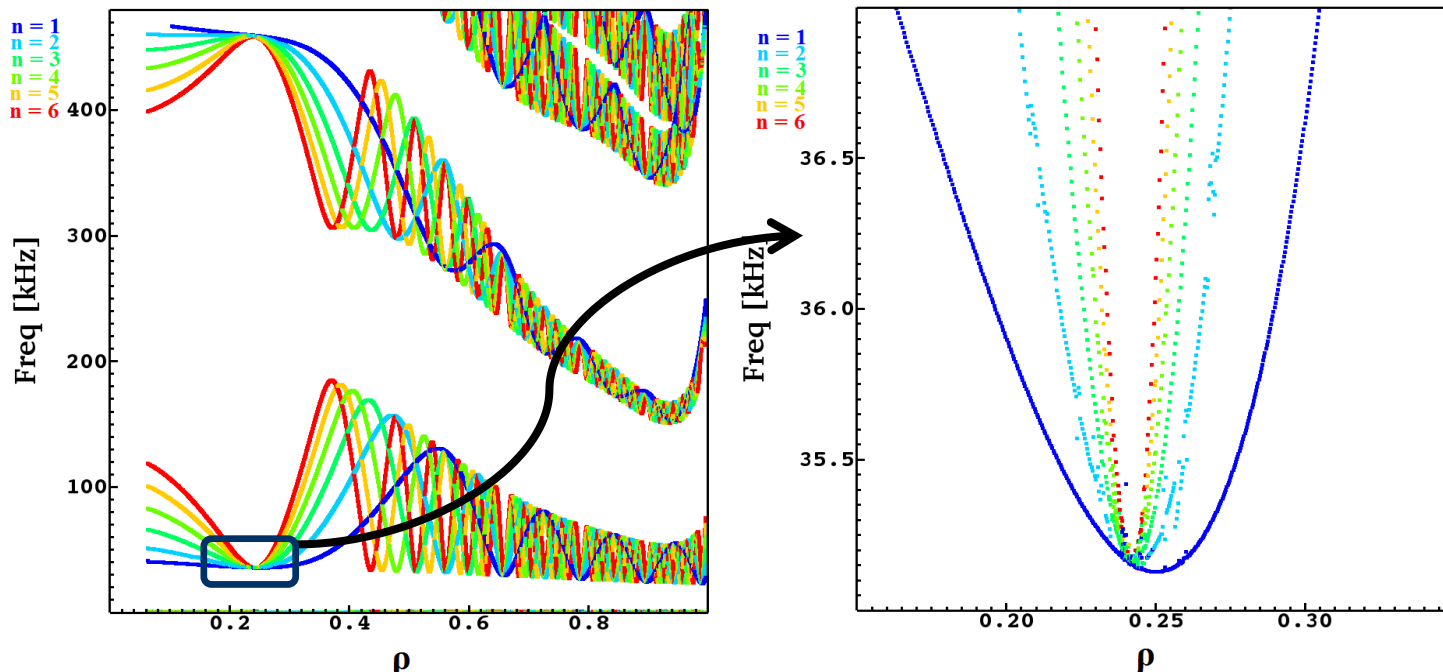 n = 1
n = 2
n = 3
n = 4
n = 5
n = 6
400
300
200
100
Freq [kHz]
0.2 0.4 0.6 0.8
ρ
n = 1
n = 2
n = 3
n = 4
n = 5
n = 6
36.5
36.0
35.5
Freq [kHz]
0.20 0.25 0.30
ρ